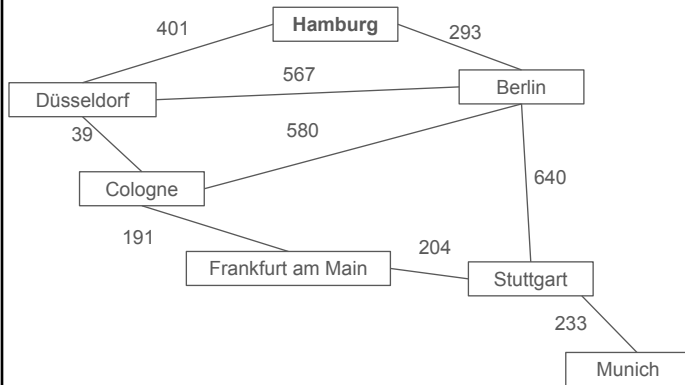 Hamburg
401
293
567
Düsseldorf
Berlin
39
580
Cologne
640
191
204
Frankfurt am Main
Stuttgart
233
Munich